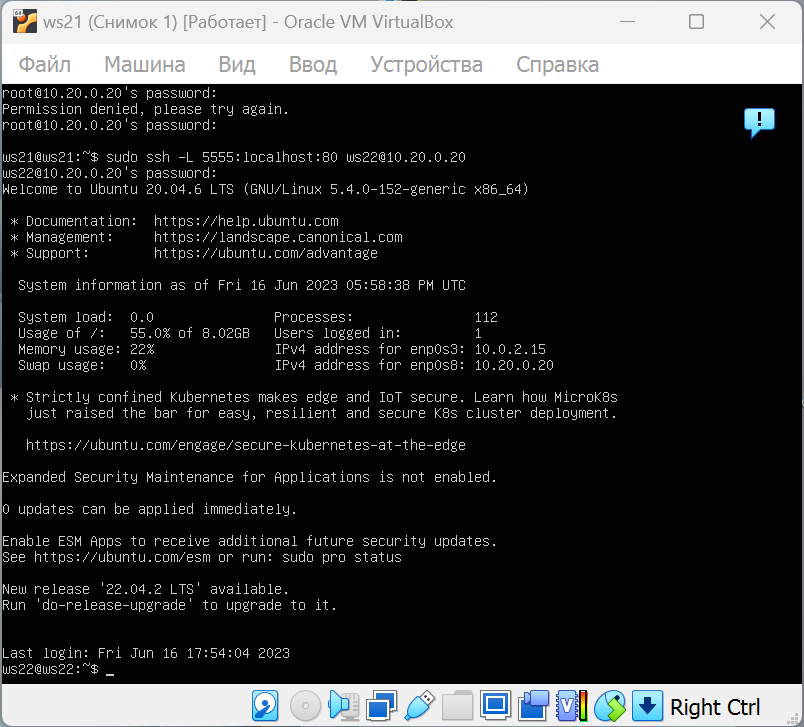 ws21 (Снимок 1) [Работает] - Oracle VM VirtualBox
Файл Машина Вид Ввод Устройства Справка
root@10.20.0.20's password:
Permission denied, please try again.
root@10.20.0.20's password:
ws21@ws21:~$ sudo ssh -L 5555:localhost:80 ws22@10.20.0.20
ws22@10.20.0.20's password:
Welcome to Ubuntu 20.04.6 LTS (GNU/Linux 5.4.0-152-generic x86_64)
* Documentation: https://help.ubuntu.com
* Management: https://landscape.canonical.com
* Support: https://ubuntu.com/advantage
System information as of Fri 16 Jun 2023 05:58:38 PM UTC
System load: 0.0 Processes: 112
Usage of /: 55.0% of 8.02GB Users logged in: 1
Memory usage: 22% IPv4 address for enp0s3: 10.0.2.15
Swap usage: 0% IPv4 address for enp0s8: 10.20.0.20
* Strictly confined Kubernetes makes edge and IoT secure. Learn how MicroK8s
just raised the bar for easy, resilient and secure K8s cluster deployment.
https://ubuntu.com/engage/secure-kubernetes-at-the-edge
Expanded Security Maintenance for Applications is not enabled.
0 updates can be applied immediately.
Enable ESM Apps to receive additional future security updates.
See https://ubuntu.com/esm or run: sudo pro status
New release '22.04.2 LTS' available.
Run 'do-release-upgrade' to upgrade to it.
Last login: Fri Jun 16 17:54:04 2023
ws22@ws22:~$ _
Right Ctrl